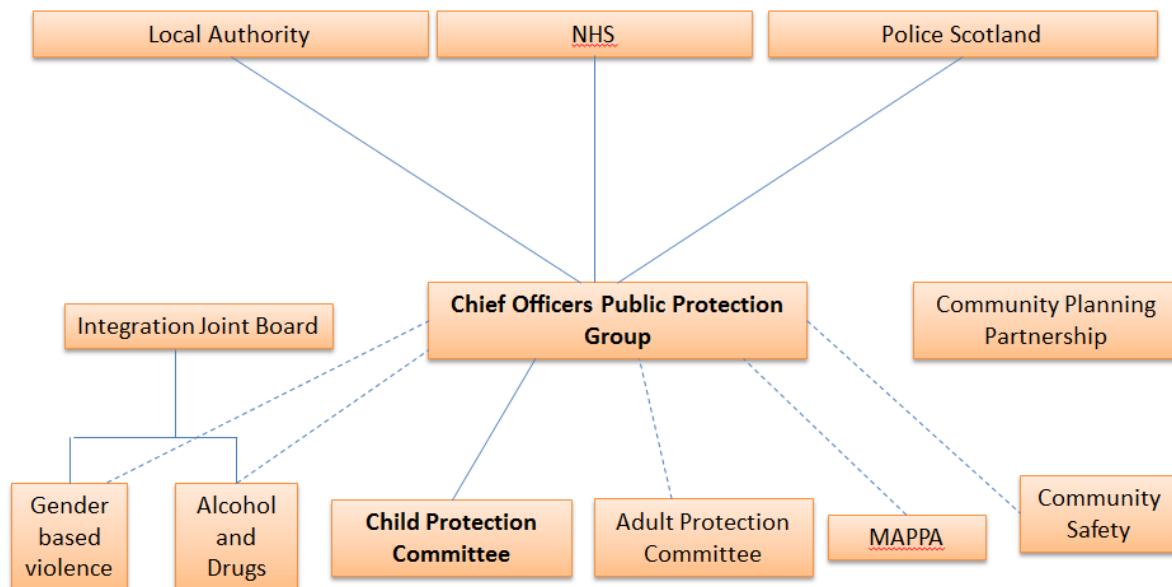 Local Authority
NHS
Police Scotland
Chief Officers Public Protection
Group
Community Planning
Partnership
Integration Joint Board
Gender
based
violence
Alcohol
and
Drugs
Child Protection
Committee
Adult Protection
Committee
MAPPA
Community
Safety